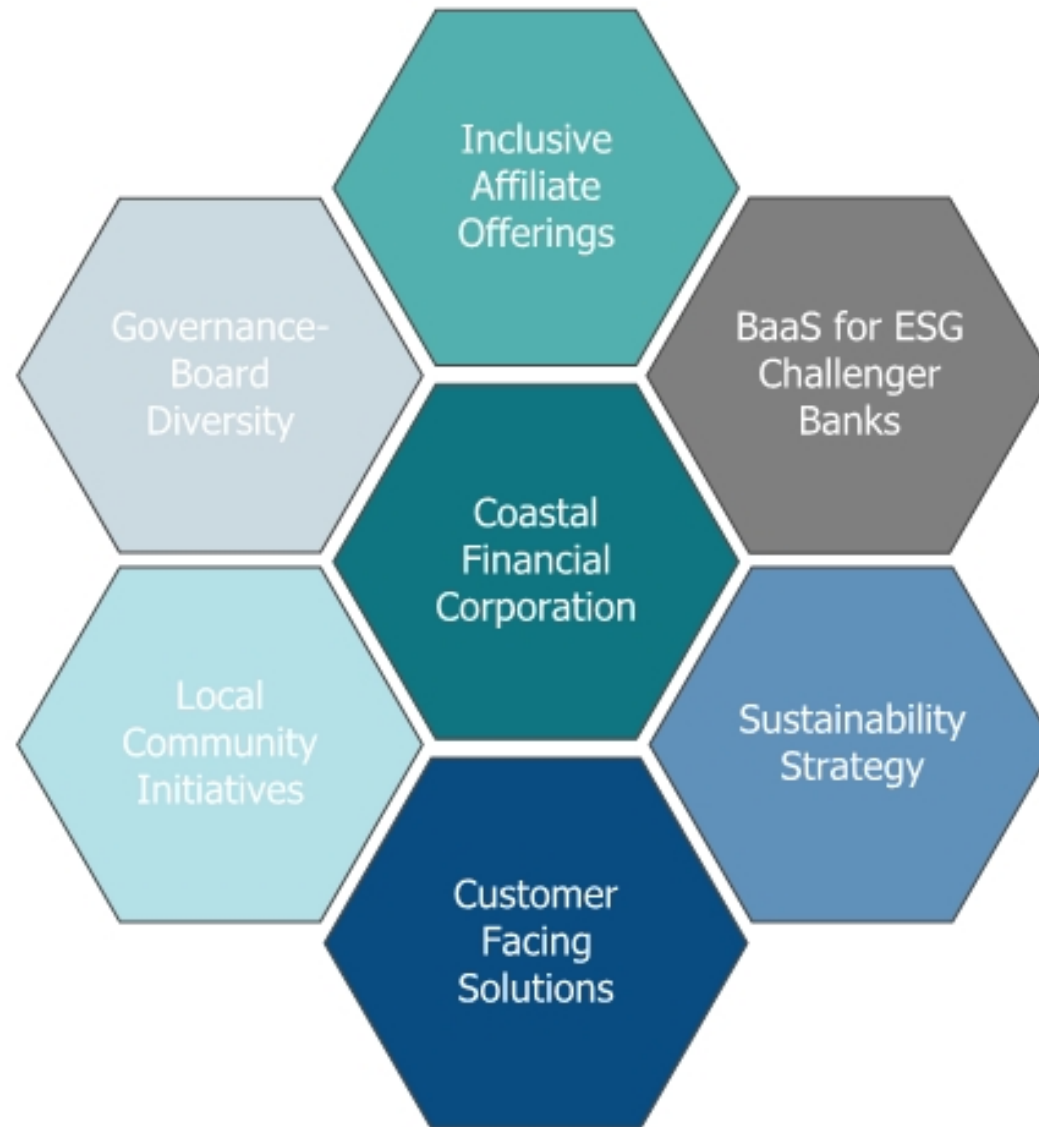 Inclusive
Affiliate
Offerings
Governance-
Board
Diversity
BaaS for ESG
Challenger
Banks
Coastal
Financial
Corporation
Local
Community
Initiatives
Sustainability
Strategy
Customer
Facing
Solutions